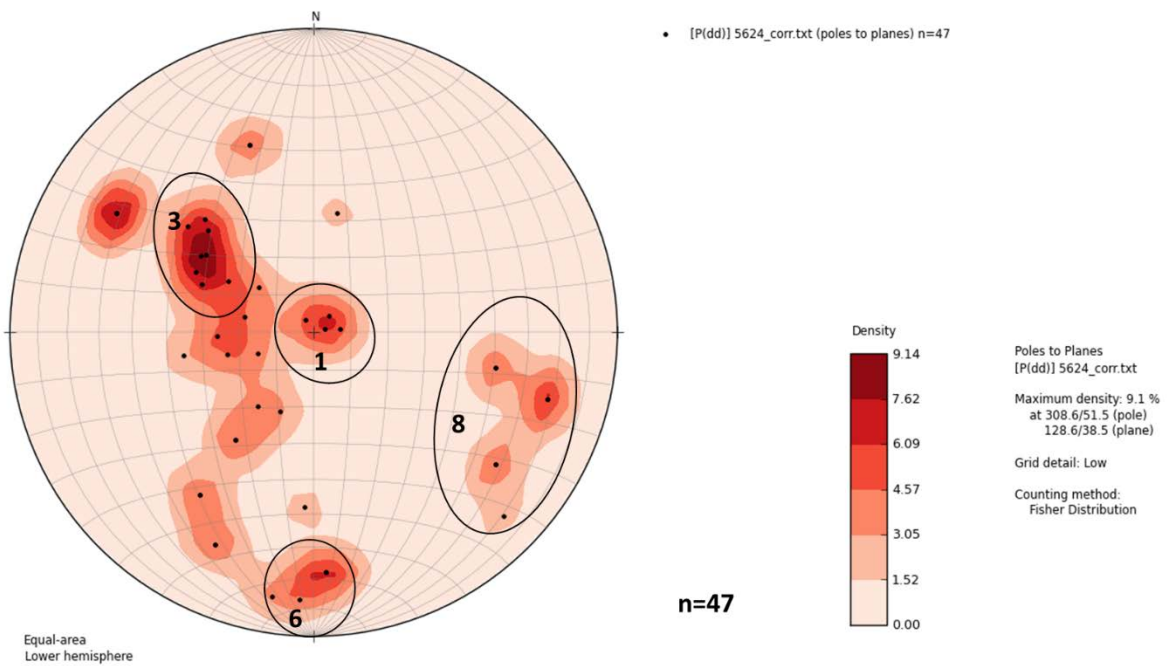 N
[P(dd)] 5624_corr.txt (poles to planes) n=47
3
1
8
6
n=47
Equal-area
Lower hemisphere
Density
9.14
7.62
6.09
4.57
3.05
1.52
0.00
Poles to Planes
[P(dd)] 5624_corr.txt
Maximum density: 9.1 %
at 308.6/51.5 (pole)
128.6/38.5 (plane)
Grid detail: Low
Counting method:
Fisher Distribution